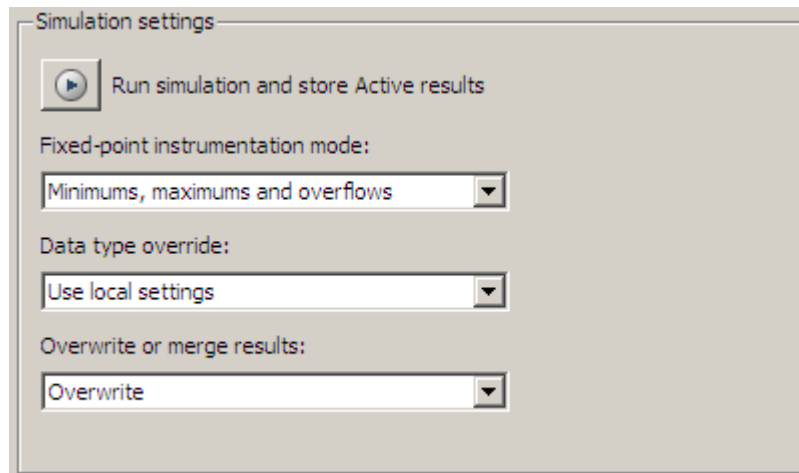 Simulation settings
Run simulation and store Active results
Fixed-point instrumentation mode:
Minimums, maximums and overflows
Data type override:
Use local settings
Overwrite or merge results:
Overwrite